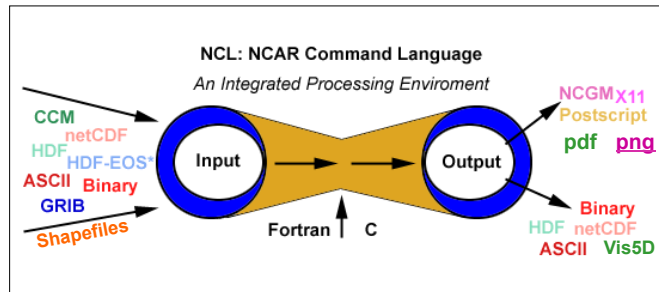 NCL: NCAR Command Language
An Integrated Processing Enviroment
CCM
netCDF
HDF
HDF-EOS*
ASCII Binary
GRIB
Shapefiles
Input
Output
Fortran C
NCGM X11
Postscript
pdf png
Binary
HDF netCDF
ASCII Vis5D